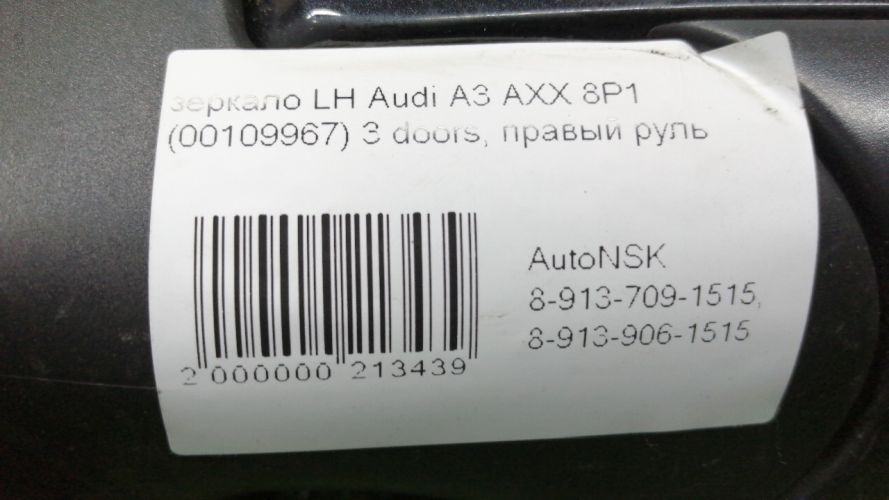 зеркало LH Audi A3 AXX 8P1
(00109967) 3 doors, правый руль
AutoNSK
8-913-709-1515,
8-913-906-1515
2 000000 213439